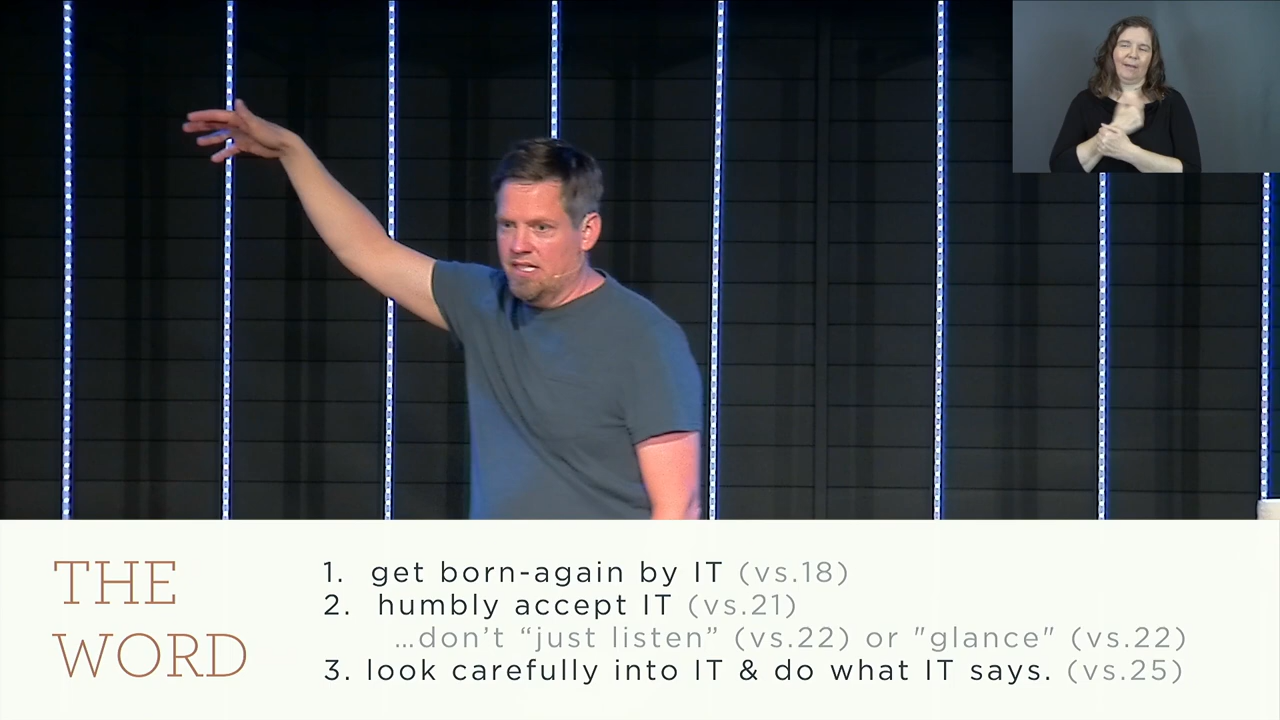 THE
WORD
1. get born-again by IT (vs.18)
2. humbly accept IT (vs.21)
...don’t “just listen” (vs.22) or "glance" (vs.22)
3. look carefully into IT & do what IT says. (vs.25)